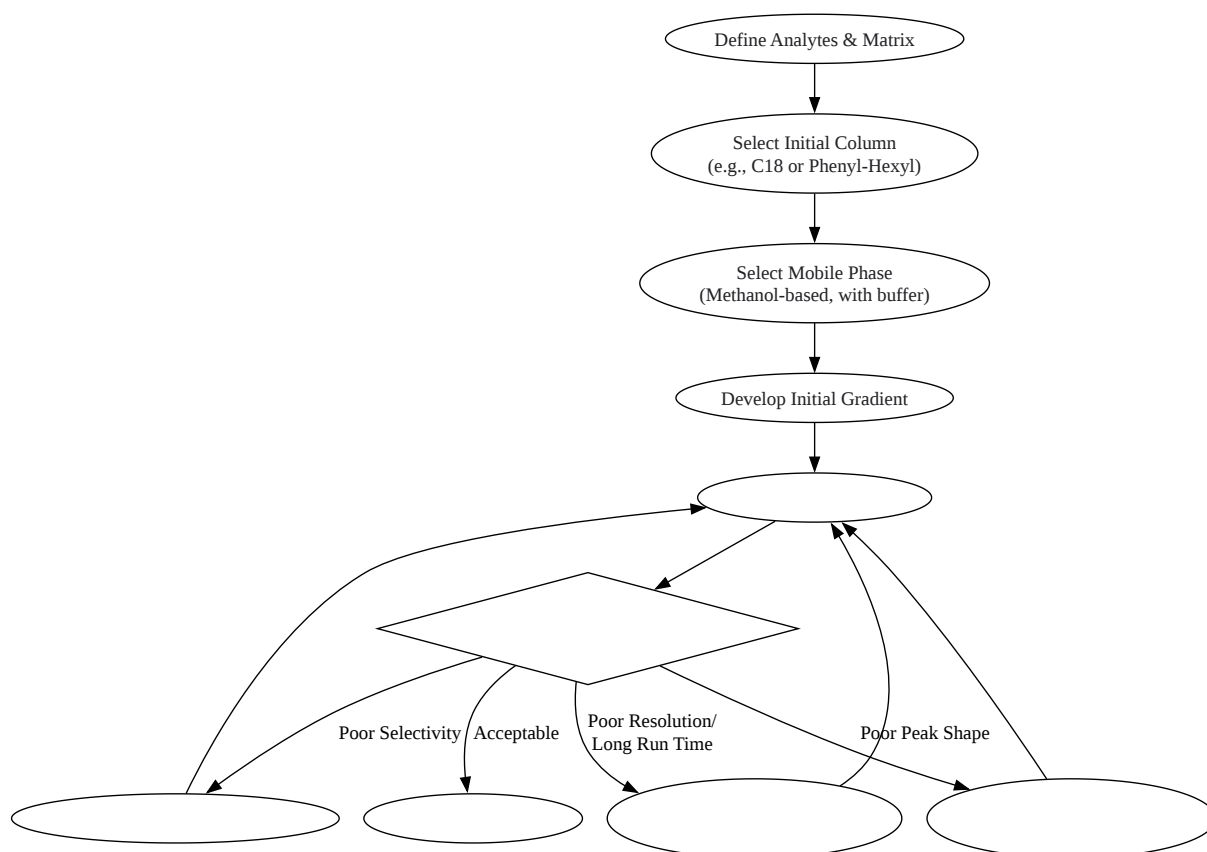 Define Analytes & Matrix
Select Initial Column
(e.g., C18 or Phenyl-Hexyl)
Select Mobile Phase
(Methanol-based, with buffer)
Develop Initial Gradient
Poor Selectivity
Acceptable
Poor Resolution/
Long Run Time
Poor Peak Shape